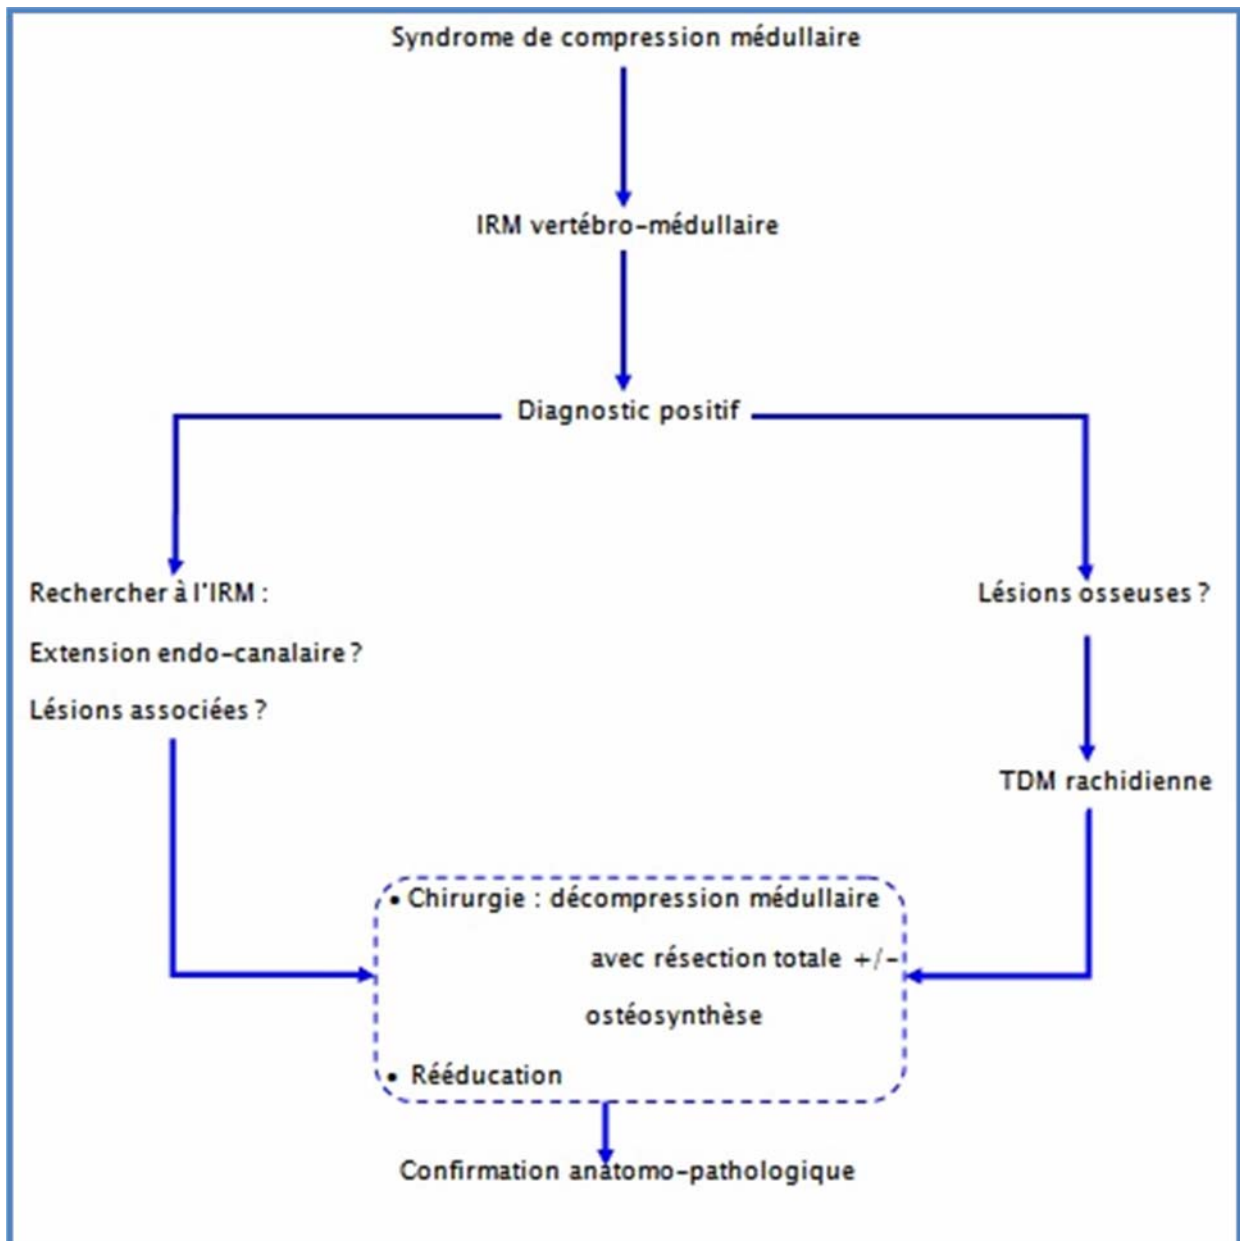 Syndrome de compression médullaire
IRM vertébro-médullaire
Diagnostic positif
Rechercher à l'IRM :
Extension endo-canalaire ?
Lésions associées ?
Lésions osseuses ?
TDM rachidienne
• Chirurgie : décompression médullaire
avec résection totale +/-
ostéosynthèse
• Rééducation
Confirmation anatomo-pathologique